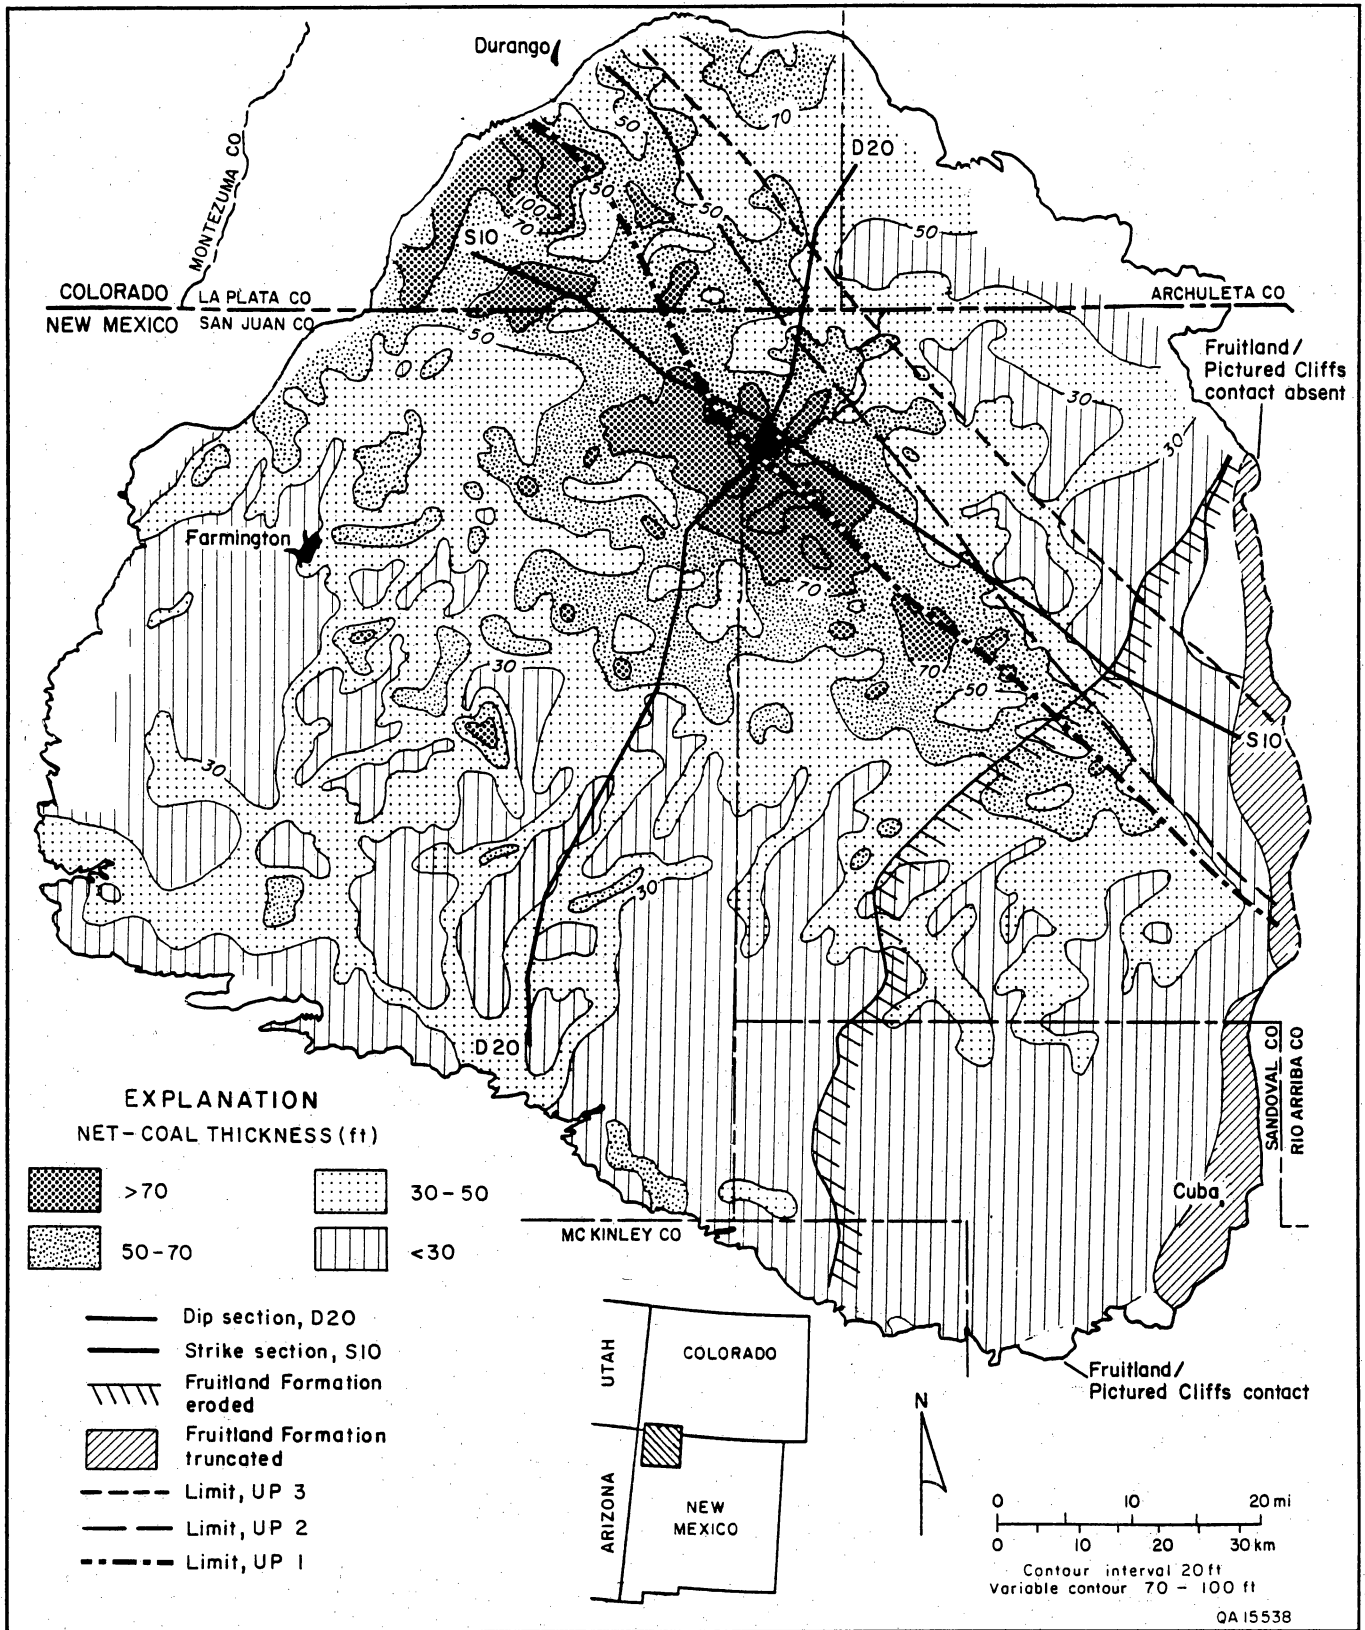 Durango
50
70
D20
MONTEZUMA CO
50
100
70
50
S10
50
COLORADO
LA PLATA CO
ARCHULETA CO
NEW MEXICO
SAN JUAN CO
50
Fruitland/
Pictured Cliffs
contact absent
30
30
Farmington
70
30
70
50
S10
30
30
D20
SANDOVAL CO
RIO ARRIBA CO
Cuba
MC KINLEY CO
Fruitland/
Pictured Cliffs contact
EXPLANATION
NET-COAL THICKNESS (ft)
>70
30-50
50-70
<30
Dip section, D20
Strike section, S10
Fruitland Formation
eroded
Fruitland Formation
truncated
Limit, UP 3
Limit, UP 2
Limit, UP 1
UTAH
COLORADO
ARIZONA
NEW
MEXICO
N
0 10 20 mi
0 10 20 30 km
Contour interval 20 ft
Variable contour 70 - 100 ft
QA 15538